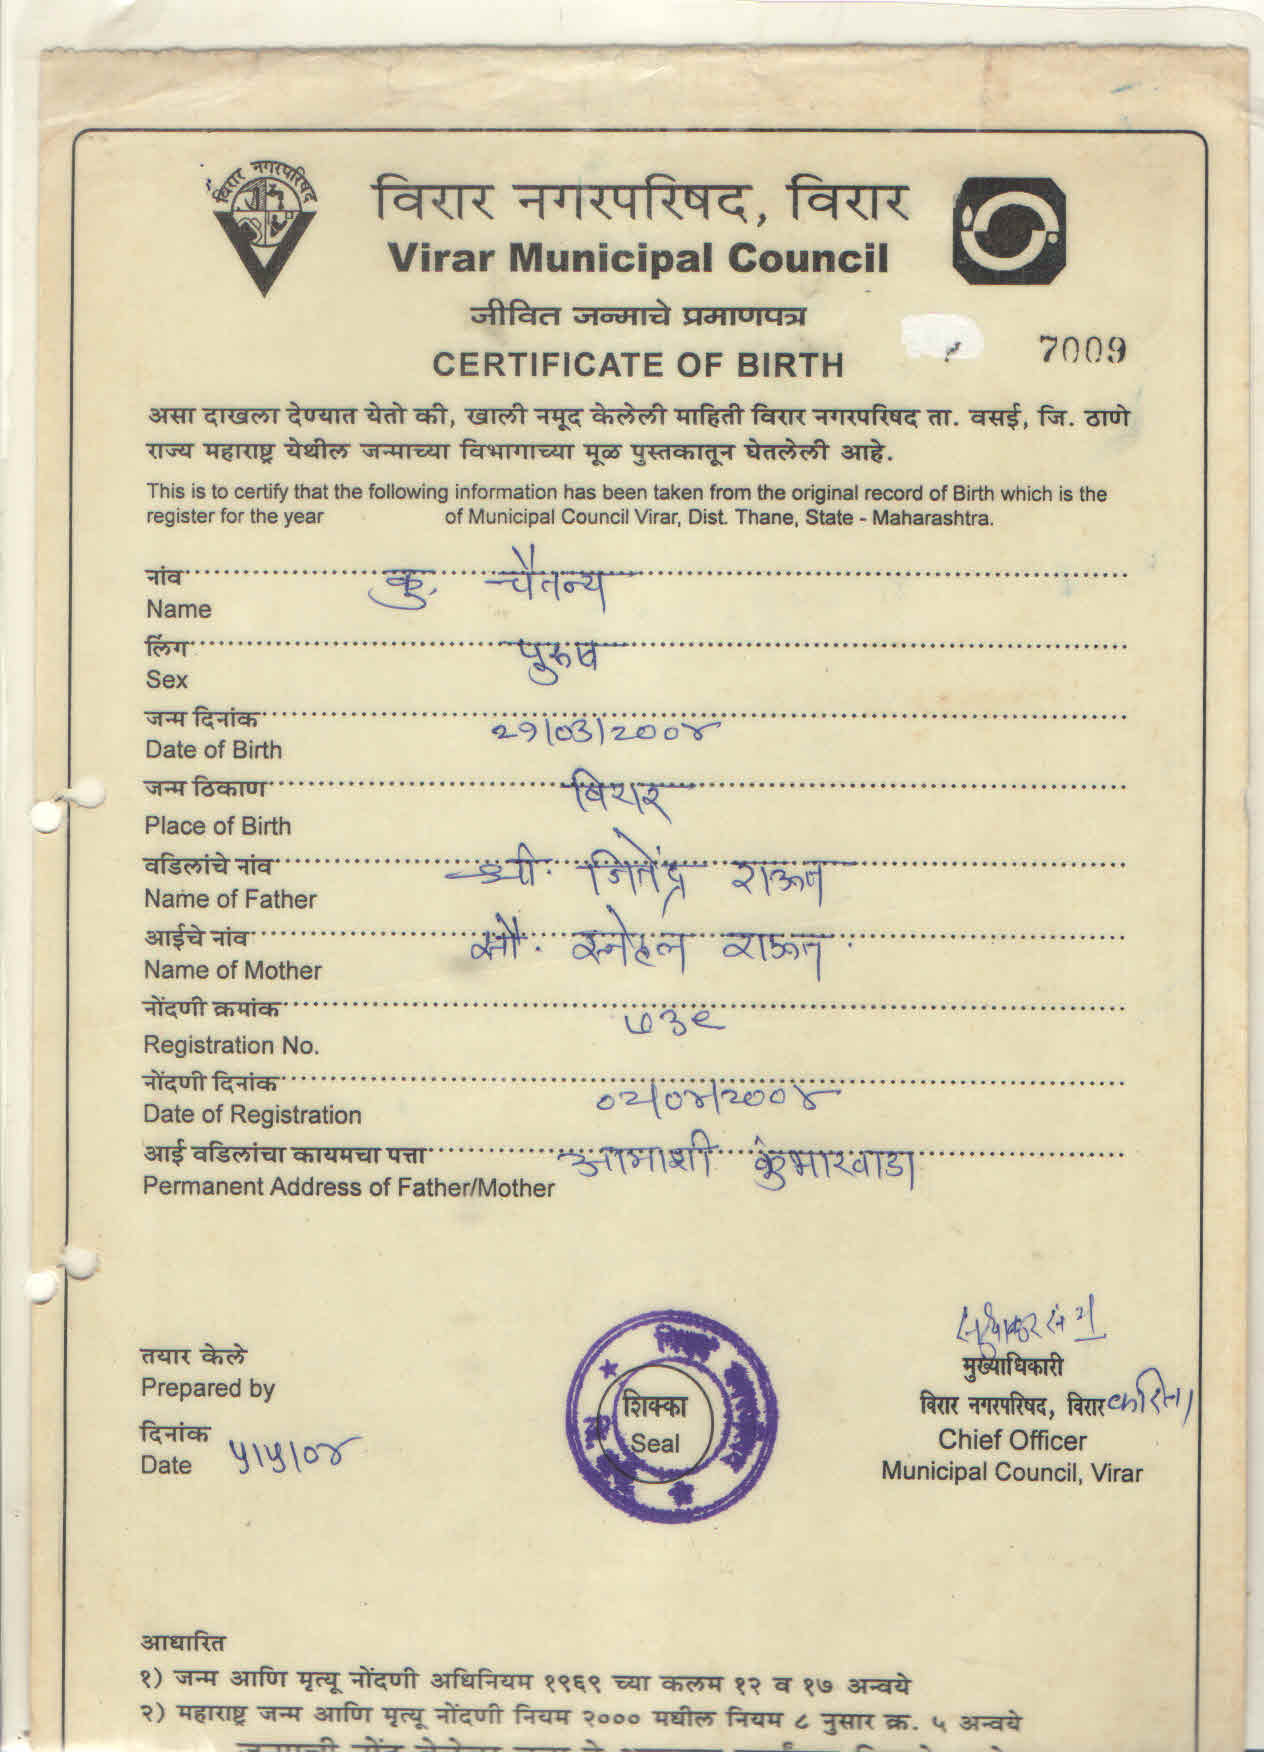 विरार नगरपरिषद
विरार नगरपरिषद, विरार
Virar Municipal Council
जीवित जन्माचे प्रमाणपत्र
CERTIFICATE OF BIRTH
7009
असा दाखला देण्यात येतो की, खाली नमूद केलेली माहिती विरार नगरपरिषद ता. वसई, जि. ठाणे
राज्य महाराष्ट्र येथील जन्माच्या विभागाच्या मूळ पुस्तकातून घेतलेली आहे.
This is to certify that the following information has been taken from the original record of Birth which is the
register for the year of Municipal Council Virar, Dist. Thane, State - Maharashtra.
नांव कु. चैतन्य
Name
लिंग पुरुष
Sex
जन्म दिनांक २९/०३/२००४
Date of Birth
जन्म ठिकाण विरार
Place of Birth
वडिलांचे नांव श्री. जितेंद्र राऊत
Name of Father
आईचे नांव सौ. स्नेहल राऊत
Name of Mother
नोंदणी क्रमांक ७३९
Registration No.
नोंदणी दिनांक ०२/०४/२००४
Date of Registration
आई वडिलांचा कायमचा पत्ता कुंभारवाडा
Permanent Address of Father/Mother
तयार केले
Prepared by
दिनांक
Date ५/५/०४
शिक्का
Seal
मुख्याधिकारी
विरार नगरपरिषद, विरार करिता
Chief Officer
Municipal Council, Virar
आधारित
१) जन्म आणि मृत्यू नोंदणी अधिनियम १९६९ च्या कलम १२ व १७ अन्वये
२) महाराष्ट्र जन्म आणि मृत्यू नोंदणी नियम २००० मधील नियम ८ नुसार क्र. ५ अन्वये